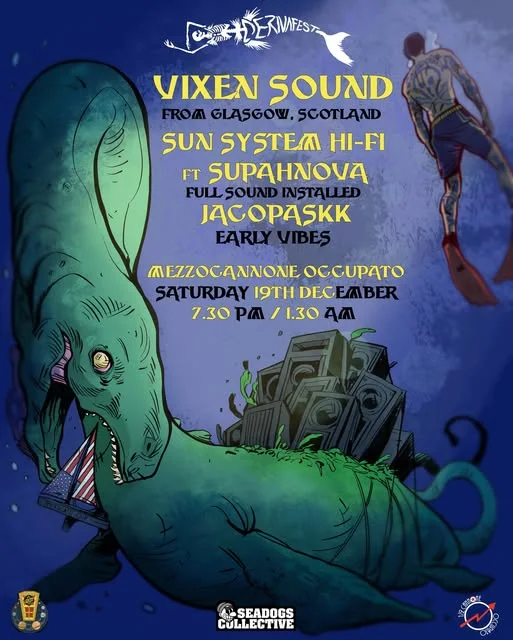 DERIVAFEST
VIXEN SOUND
FROM GLASGOW, SCOTLAND
SUN SYSTEM HI-FI
FT SUPAHNOVA
FULL SOUND INSTALLED
JACOPASKK
EARLY VIBES
MEZZOCANNONE OCCUPATO
SATURDAY 19TH DECEMBER
7.30 PM / 1.30 AM
SEADOGS
COLLECTIVE